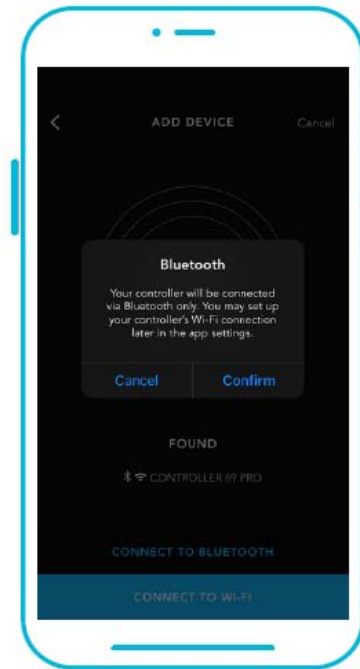 ADD DEVICE Cancel
Bluetooth
Your controller will be connected
via Bluetooth only. You may set up
your controller's Wi-Fi connection
later in the app settings.
Cancel Confirm
FOUND
CONTROLLER 69 PRO
CONNECT TO BLUETOOTH
CONNECT TO WI-FI